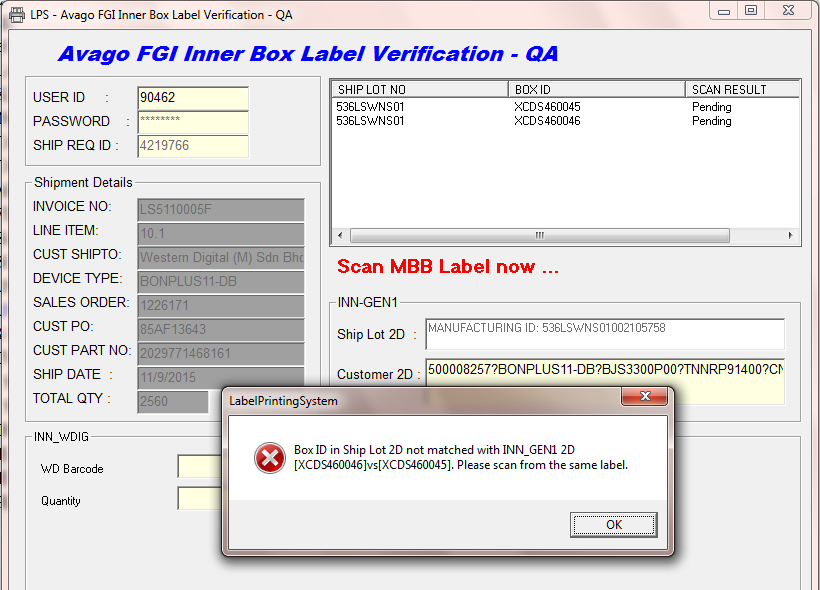 LPS - Avago FGI Inner Box Label Verification - QA
Avago FGI Inner Box Label Verification - QA
USER ID : 90462
PASSWORD : ********
SHIP REQ ID : 4219766
SHIP LOT NO BOX ID SCAN RESULT
536LSWNS01 XCDS460045 Pending
536LSWNS01 XCDS460046 Pending
Shipment Details
INVOICE NO: LS5110005F
LINE ITEM: 10.1
CUST SHIPTO: Western Digital (M) Sdn Bhd
DEVICE TYPE: BONPLUS11-DB
SALES ORDER: 1226171
CUST PO: 85AF13643
CUST PART NO: 2029771468161
SHIP DATE : 11/9/2015
TOTAL QTY : 2560
Scan MBB Label now ...
INN-GEN1
Ship Lot 2D : MANUFACTURING ID: 536LSWNS01002105758
Customer 2D : 500008257?BONPLUS11-DB?BJS3300P00?TNNRP91400?CN
INN_WDIG
WD Barcode
Quantity
LabelPrintingSystem
Box ID in Ship Lot 2D not matched with INN_GEN1 2D
[XCDS460046]vs[XCDS460045]. Please scan from the same label.
OK